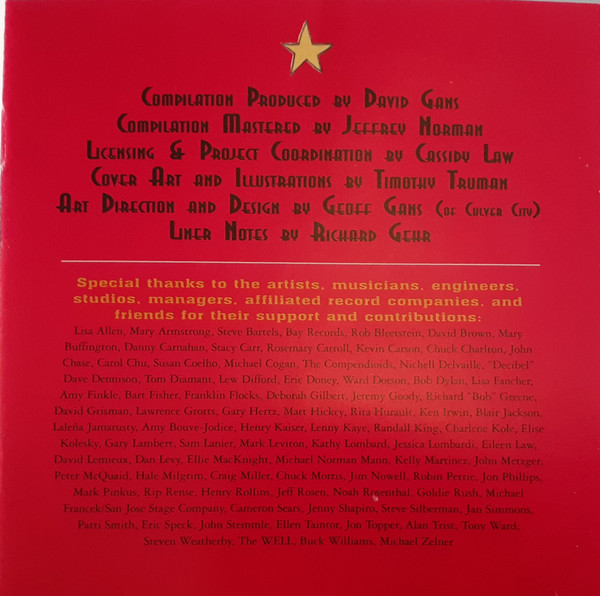 Compilation Produced by David Gans
Compilation Mastered by Jeffrey Norman
Licensing & Project Coordination by Cassidy Law
Cover Art and Illustrations by Timothy Truman
Art Direction and Design by Geoff Gans (of Culver City)
Liner Notes by Richard Gehr
Special thanks to the artists, musicians, engineers,
studios, managers, affiliated record companies, and
friends for their support and contributions:
Lisa Allen, Mary Armstrong, Steve Bartels, Bay Records, Rob Bleetstein, David Brown, Mary
Buffington, Danny Carnahan, Stacy Carr, Rosemary Carroll, Kevin Carson, Chuck Charlton, John
Chase, Carol Chu, Susan Coelho, Michael Cogan, The Compendioids, Nichell Delvaille, "Decibel"
Dave Dennison, Tom Diamant, Lew Difford, Eric Doney, Ward Dotson, Bob Dylan, Lisa Fancher,
Amy Finkle, Bart Fisher, Franklin Flocks, Deborah Gilbert, Jeremy Goody, Richard "Bob" Greene,
David Grisman, Lawrence Grotts, Gary Hertz, Matt Hickey, Rita Hurault, Ken Irwin, Blair Jackson,
Laleña Jamarusty, Amy Bouve-Jodice, Henry Kaiser, Lenny Kaye, Randall King, Charlene Kole, Elise
Kolesky, Gary Lambert, Sam Lanier, Mark Leviton, Kathy Lombard, Jessica Lombardi, Eileen Law,
David Lemieux, Dan Levy, Ellie MacKnight, Michael Norman Mann, Kelly Martinez, John Metzger,
Peter McQuaid, Hale Milgrim, Craig Miller, Chuck Morris, Jim Nowell, Robin Pertie, Jon Phillips,
Mark Pinkus, Rip Rense, Henry Rollins, Jeff Rosen, Noah Rosenthal, Goldie Rush, Michael
Francek/San Jose Stage Company, Cameron Sears, Jenny Shapiro, Steve Silberman, Jan Simmons,
Patti Smith, Eric Speck, John Stemmle, Ellen Taintor, Jon Topper, Alan Trist, Tony Ward,
Steven Weatherby, The WELL, Buck Williams, Michael Zeiner